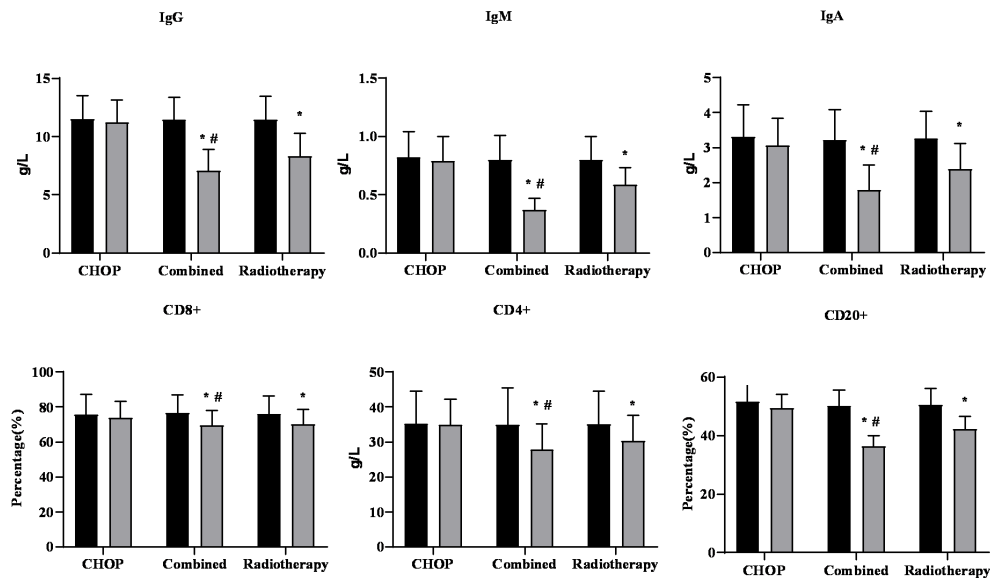 IgG
15
10
5
0
g/L
* #
*
CHOP Combined Radiotherapy
IgM
1.5
1.0
0.5
0.0
g/L
* #
*
CHOP Combined Radiotherapy
IgA
5
4
3
2
1
0
g/L
* #
*
CHOP Combined Radiotherapy
CD8+
100
80
60
40
20
0
Percentage(%)
* #
*
CHOP Combined Radiotherapy
CD4+
50
40
30
20
10
0
g/L
* #
*
CHOP Combined Radiotherapy
CD20+
60
40
20
0
Percentage(%)
* #
*
CHOP Combined Radiotherapy